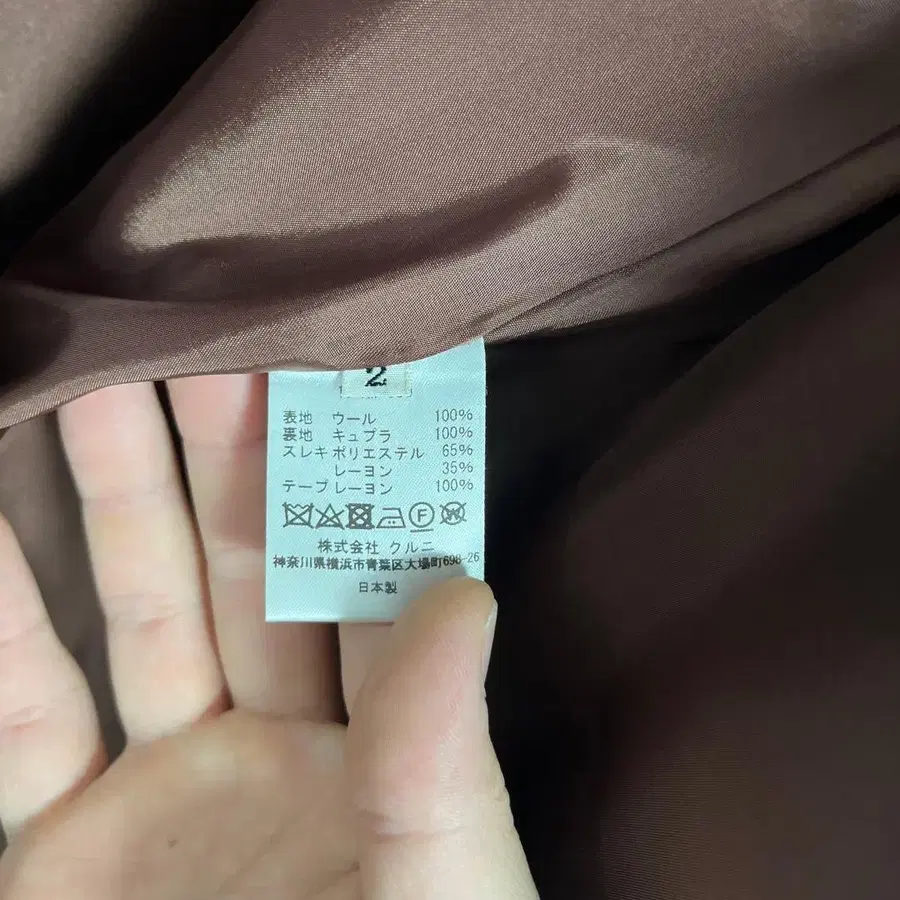 2
表地 ウール 100%
裏地 キュプラ 100%
スレキ ポリエステル 65%
レーヨン 35%
テープ レーヨン 100%
F W
株式会社 クルニ
神奈川県横浜市青葉区大場町698-26
日本製